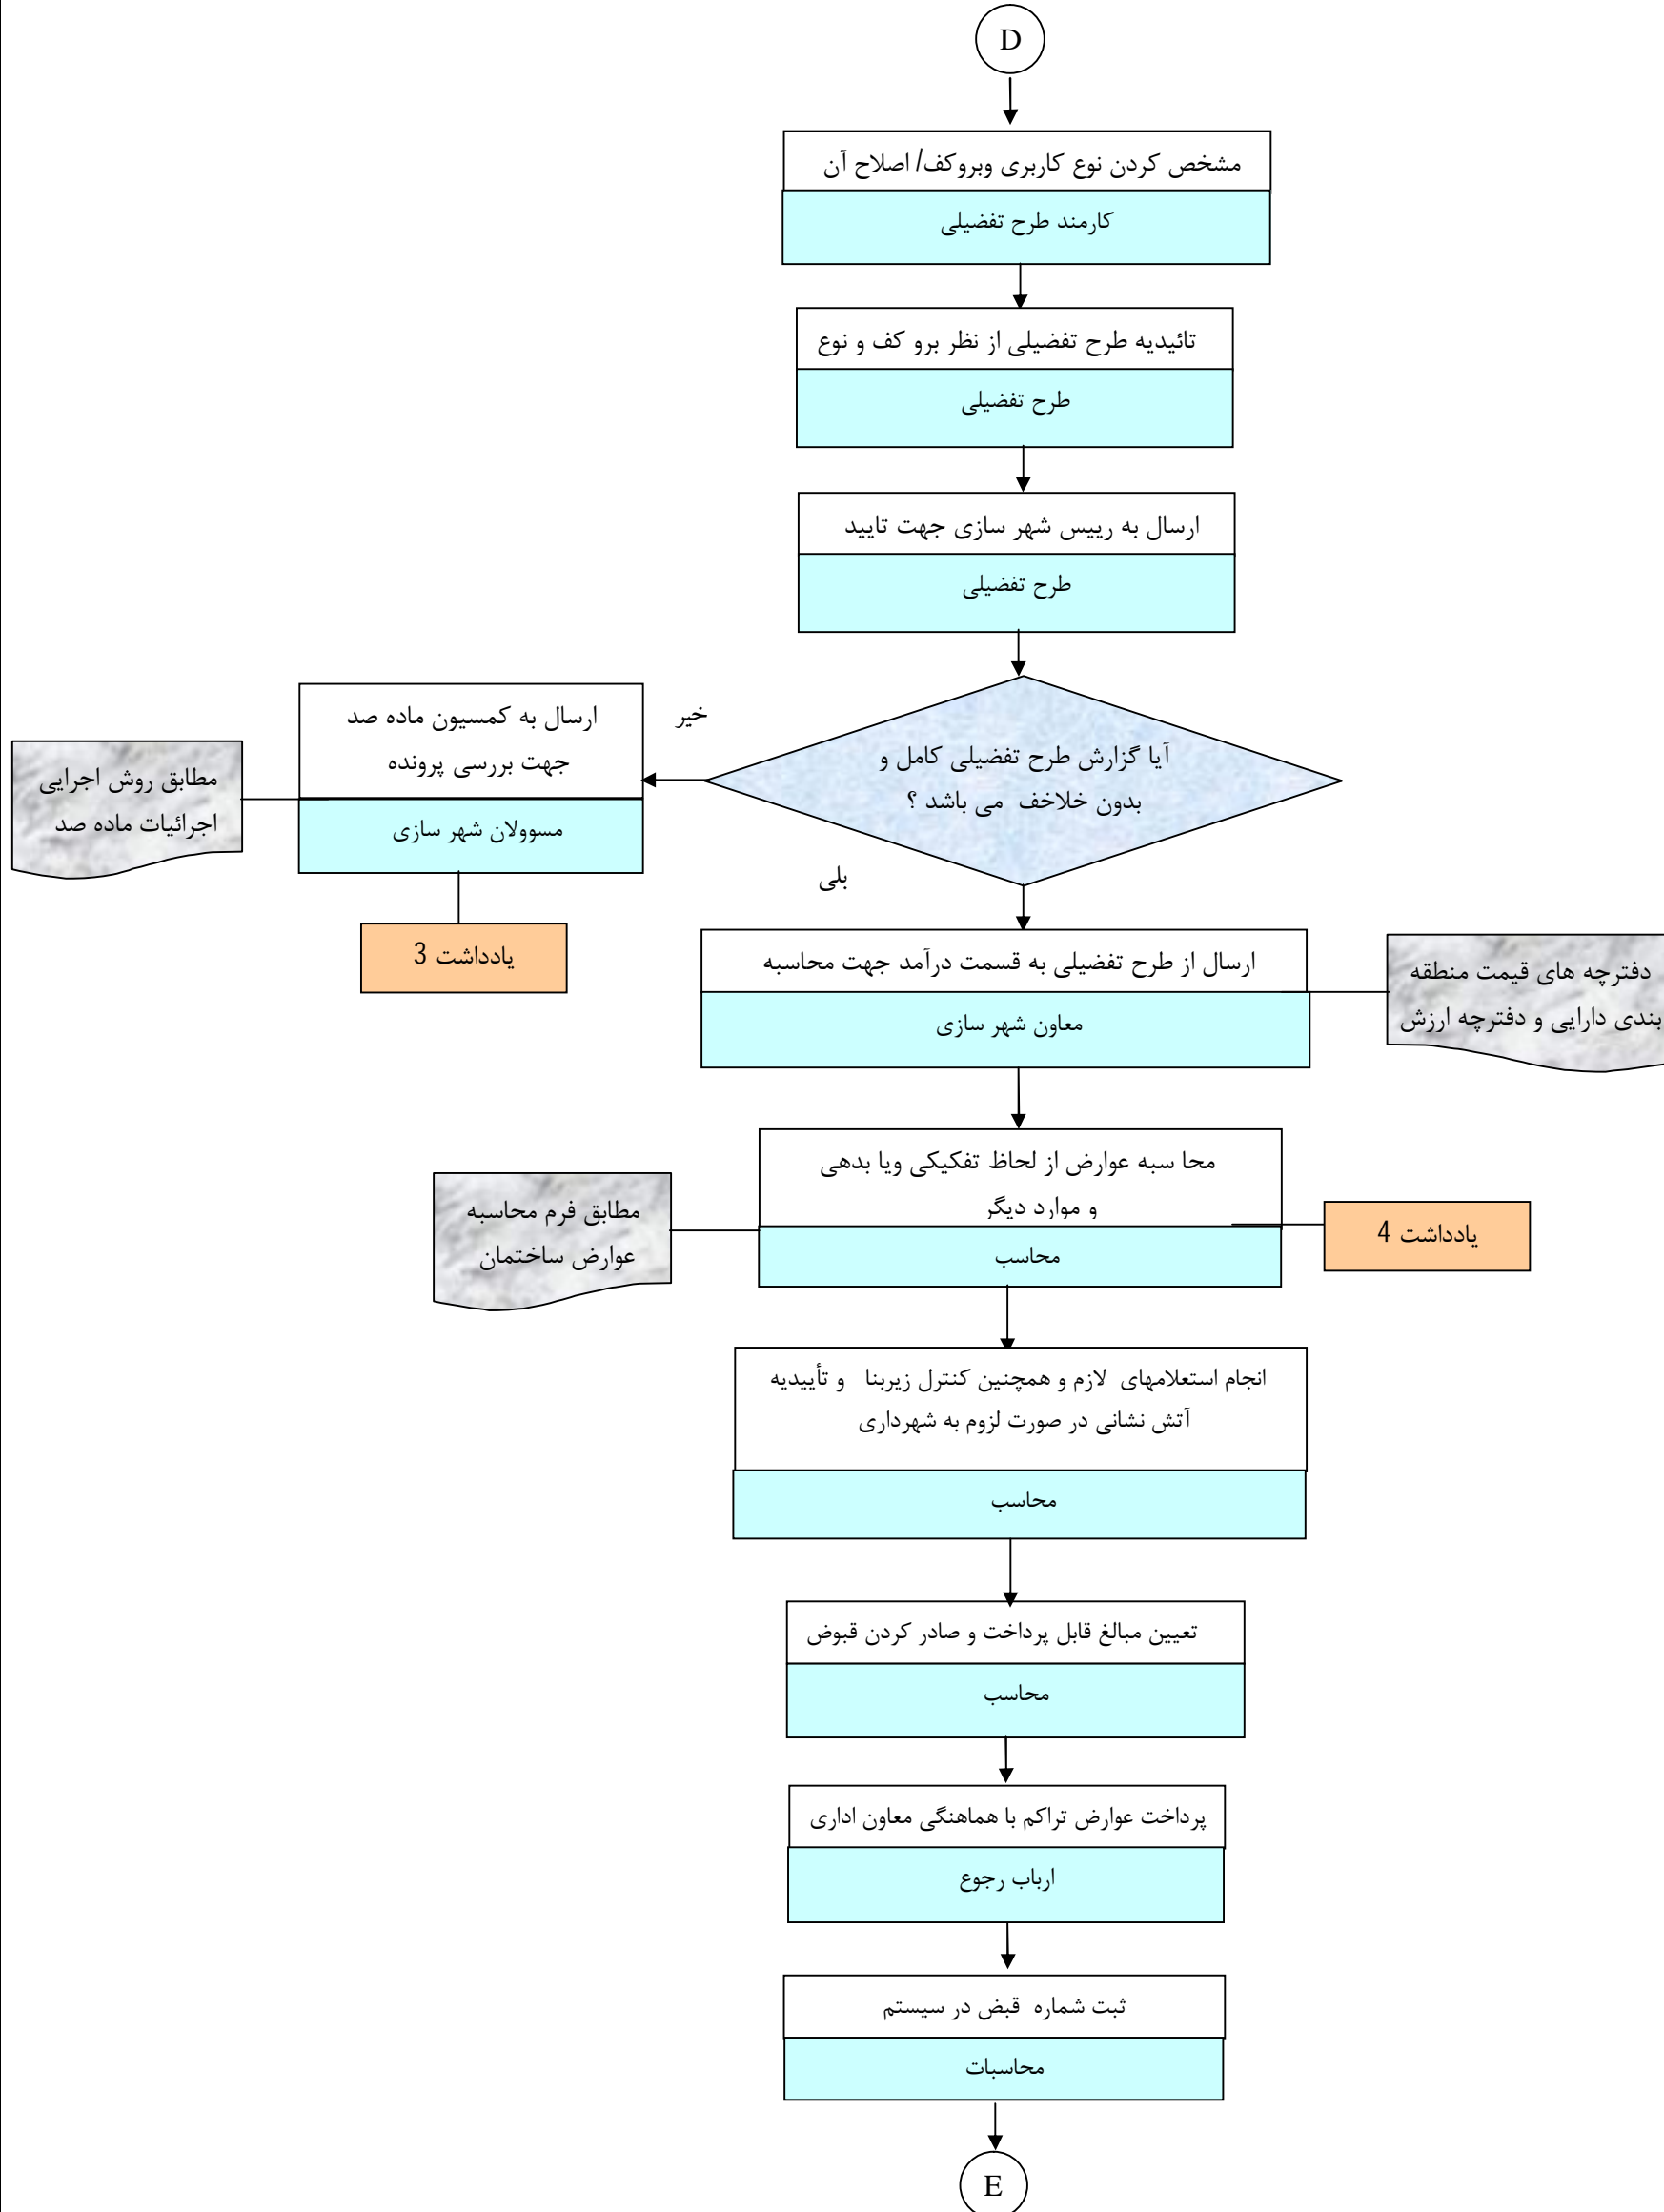 D
مشخص کردن نوع کاربری وبروکف/ اصلاح آن
کارمند طرح تفضیلی
تائیدیه طرح تفضیلی از نظر برو کف و نوع
طرح تفضیلی
ارسال به رییس شهر سازی جهت تایید
طرح تفضیلی
آیا گزارش طرح تفضیلی کامل و
بدون خلاخف می باشد ؟
خیر
ارسال به کمسیون ماده صد
جهت بررسی پرونده
مسوولان شهر سازی
مطابق روش اجرایی
اجرائیات ماده صد
یادداشت 3
بلی
ارسال از طرح تفضیلی به قسمت درآمد جهت محاسبه
معاون شهر سازی
دفترچه های قیمت منطقه
بندی دارایی و دفترچه ارزش
محا سبه عوارض از لحاظ تفکیکی ویا بدهی
و موارد دیگر
محاسب
مطابق فرم محاسبه
عوارض ساختمان
یادداشت 4
انجام استعلامهای لازم و همچنین کنترل زیربنا و تأییدیه
آتش نشانی در صورت لزوم به شهرداری
محاسب
تعیین مبالغ قابل پرداخت و صادر کردن قبوض
محاسب
پرداخت عوارض تراکم با هماهنگی معاون اداری
ارباب رجوع
ثبت شماره قبض در سیستم
محاسبات
E